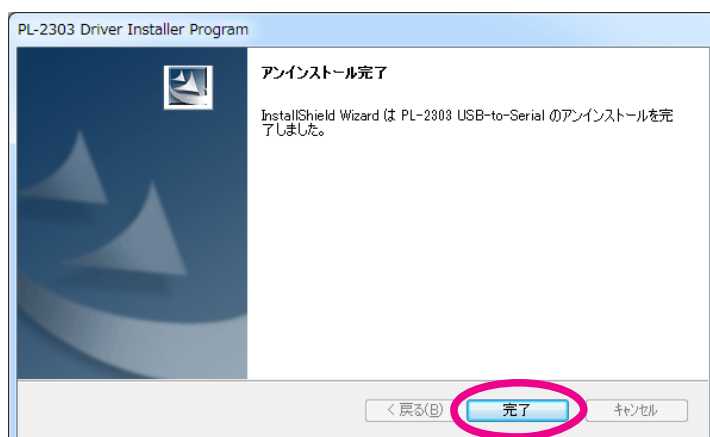 PL-2303 Driver Installer Program
アンインストール完了
InstallShield Wizard は PL-2303 USB-to-Serial のアンインストールを完
了しました。
< 戻る(B)
完了
キャンセル